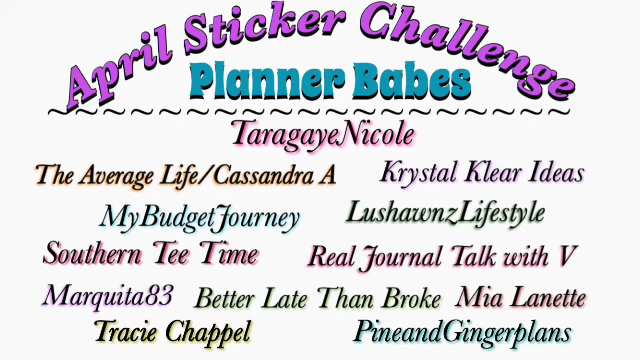 April Sticker Challenge
Planner Babes
~~~~~~~~~~~~~~~~~~~~~~~~
TaragayeNicole
The Average Life/Cassandra A
Krystal Klear Ideas
MyBudgetJourney
LushawnzLifestyle
Southern Tee Time
Real Journal Talk with V
Marquita83
Better Late Than Broke
Mia Lanette
Tracie Chappel
PineandGingerplans